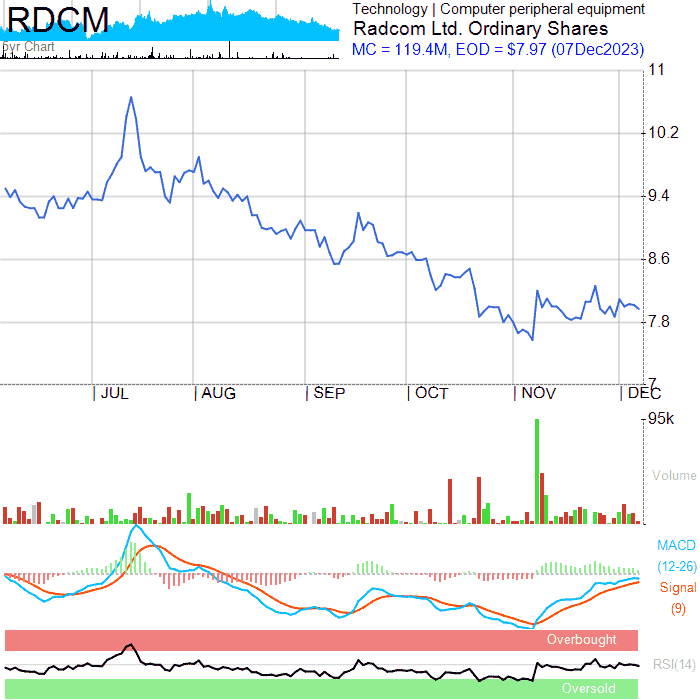 RDCM
5yr Chart
Technology | Computer peripheral equipment
Radcom Ltd. Ordinary Shares
MC = 119.4M, EOD = $7.97 (07Dec2023)
11
10.2
9.4
8.6
7.8
7
JUL AUG SEP OCT NOV DEC
95k
Volume
MACD
(12-26)
Signal
(9)
Overbought
RSI(14)
Oversold